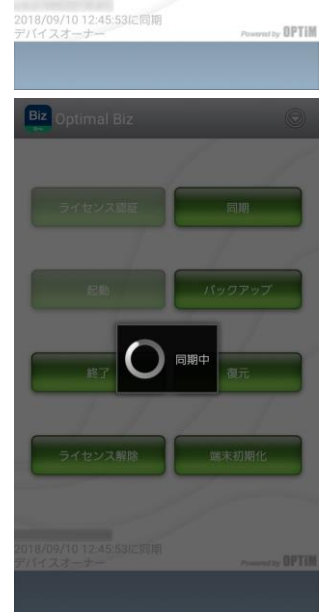 2018/09/10 12:45:53に同期
デバイスオーナー
Powered by OPTiM
Biz
Optimal Biz
ライセンス認証
同期
起動
バックアップ
同期中
終了
復元
ライセンス解除
端末初期化
2018/09/10 12:45:53に同期
デバイスオーナー
Powered by OPTiM